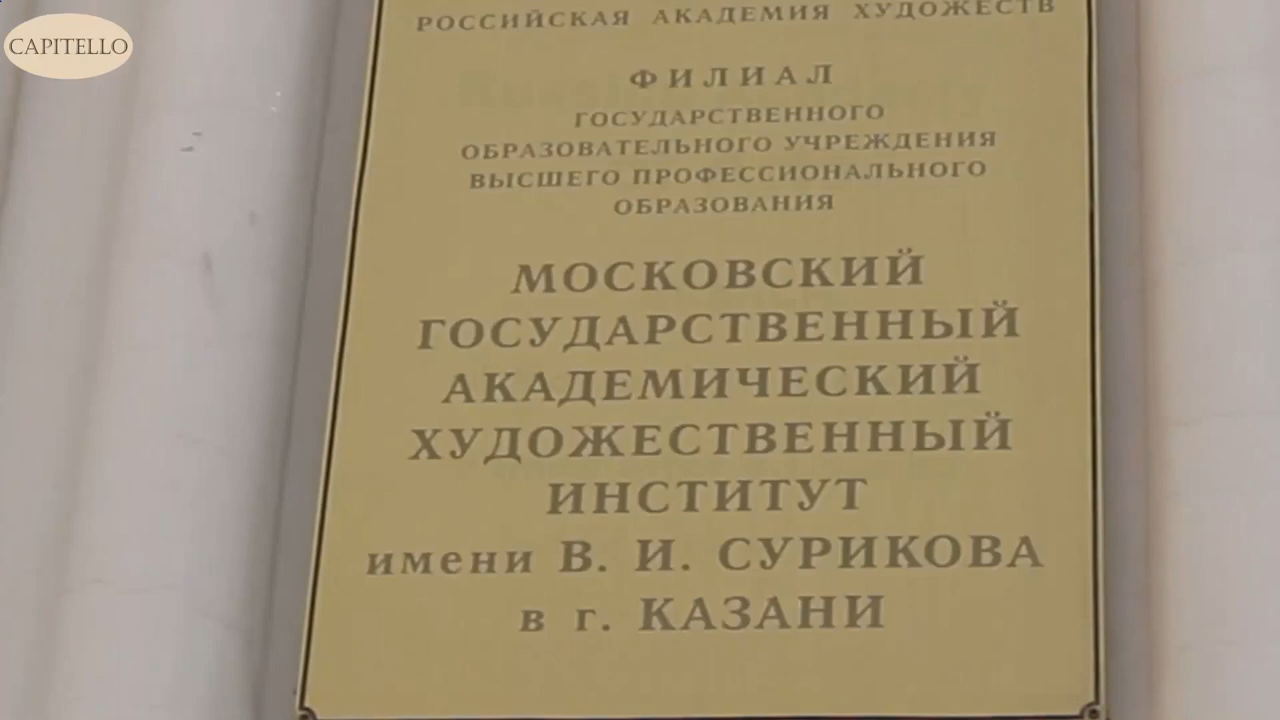 CAPITELLO
РОССИЙСКАЯ АКАДЕМИЯ ХУДОЖЕСТВ
ФИЛИАЛ
ГОСУДАРСТВЕННОГО
ОБРАЗОВАТЕЛЬНОГО УЧРЕЖДЕНИЯ
ВЫСШЕГО ПРОФЕССИОНАЛЬНОГО
ОБРАЗОВАНИЯ
МОСКОВСКИЙ
ГОСУДАРСТВЕННЫЙ
АКАДЕМИЧЕСКИЙ
ХУДОЖЕСТВЕННЫЙ
ИНСТИТУТ
имени В. И. СУРИКОВА
в г. КАЗАНИ